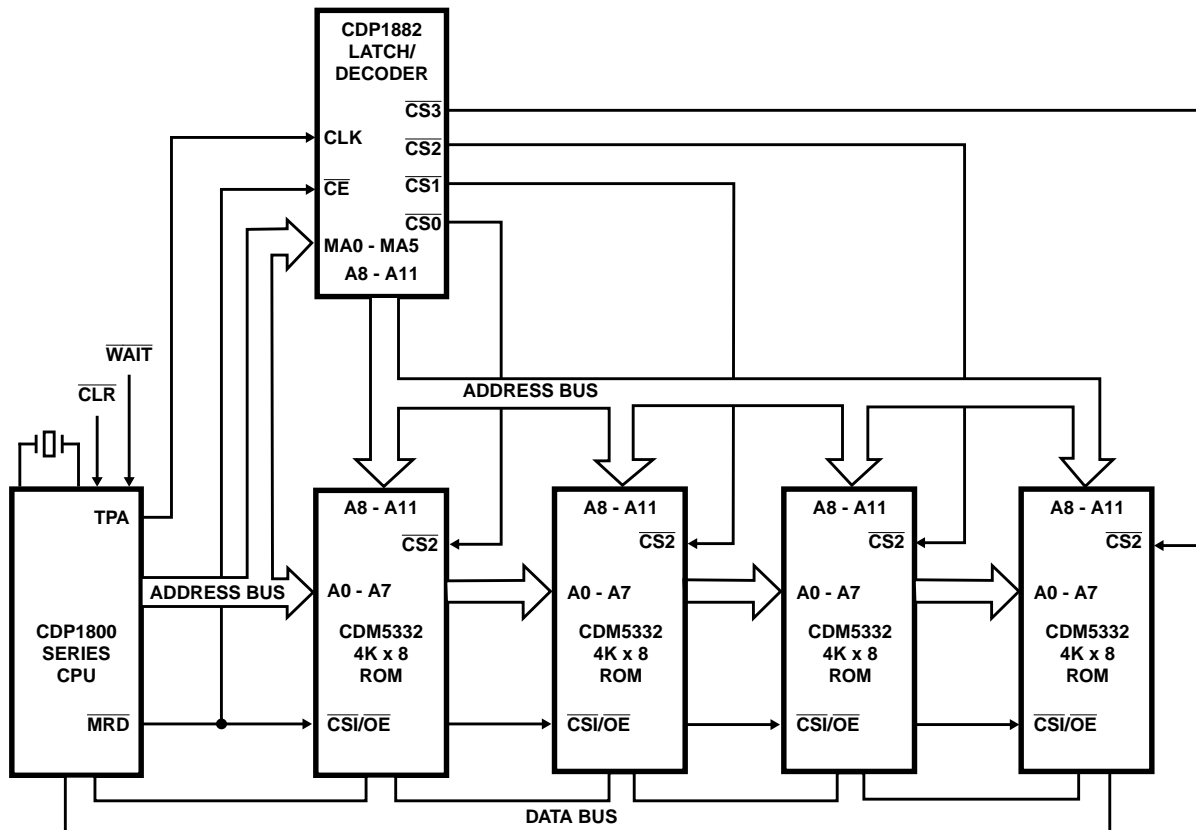 CDP1882
LATCH/
DECODER
CS3
CLK
CS2
CE
CS1
CS0
MA0 - MA5
A8 - A11
WAIT
CLR
ADDRESS BUS
TPA
A8 - A11
A8 - A11
A8 - A11
A8 - A11
CS2
CS2
CS2
CS2
ADDRESS BUS
A0 - A7
A0 - A7
A0 - A7
A0 - A7
CDP1800
SERIES
CPU
CDM5332
4K x 8
ROM
CDM5332
4K x 8
ROM
CDM5332
4K x 8
ROM
CDM5332
4K x 8
ROM
MRD
CSI/OE
CSI/OE
CSI/OE
CSI/OE
DATA BUS